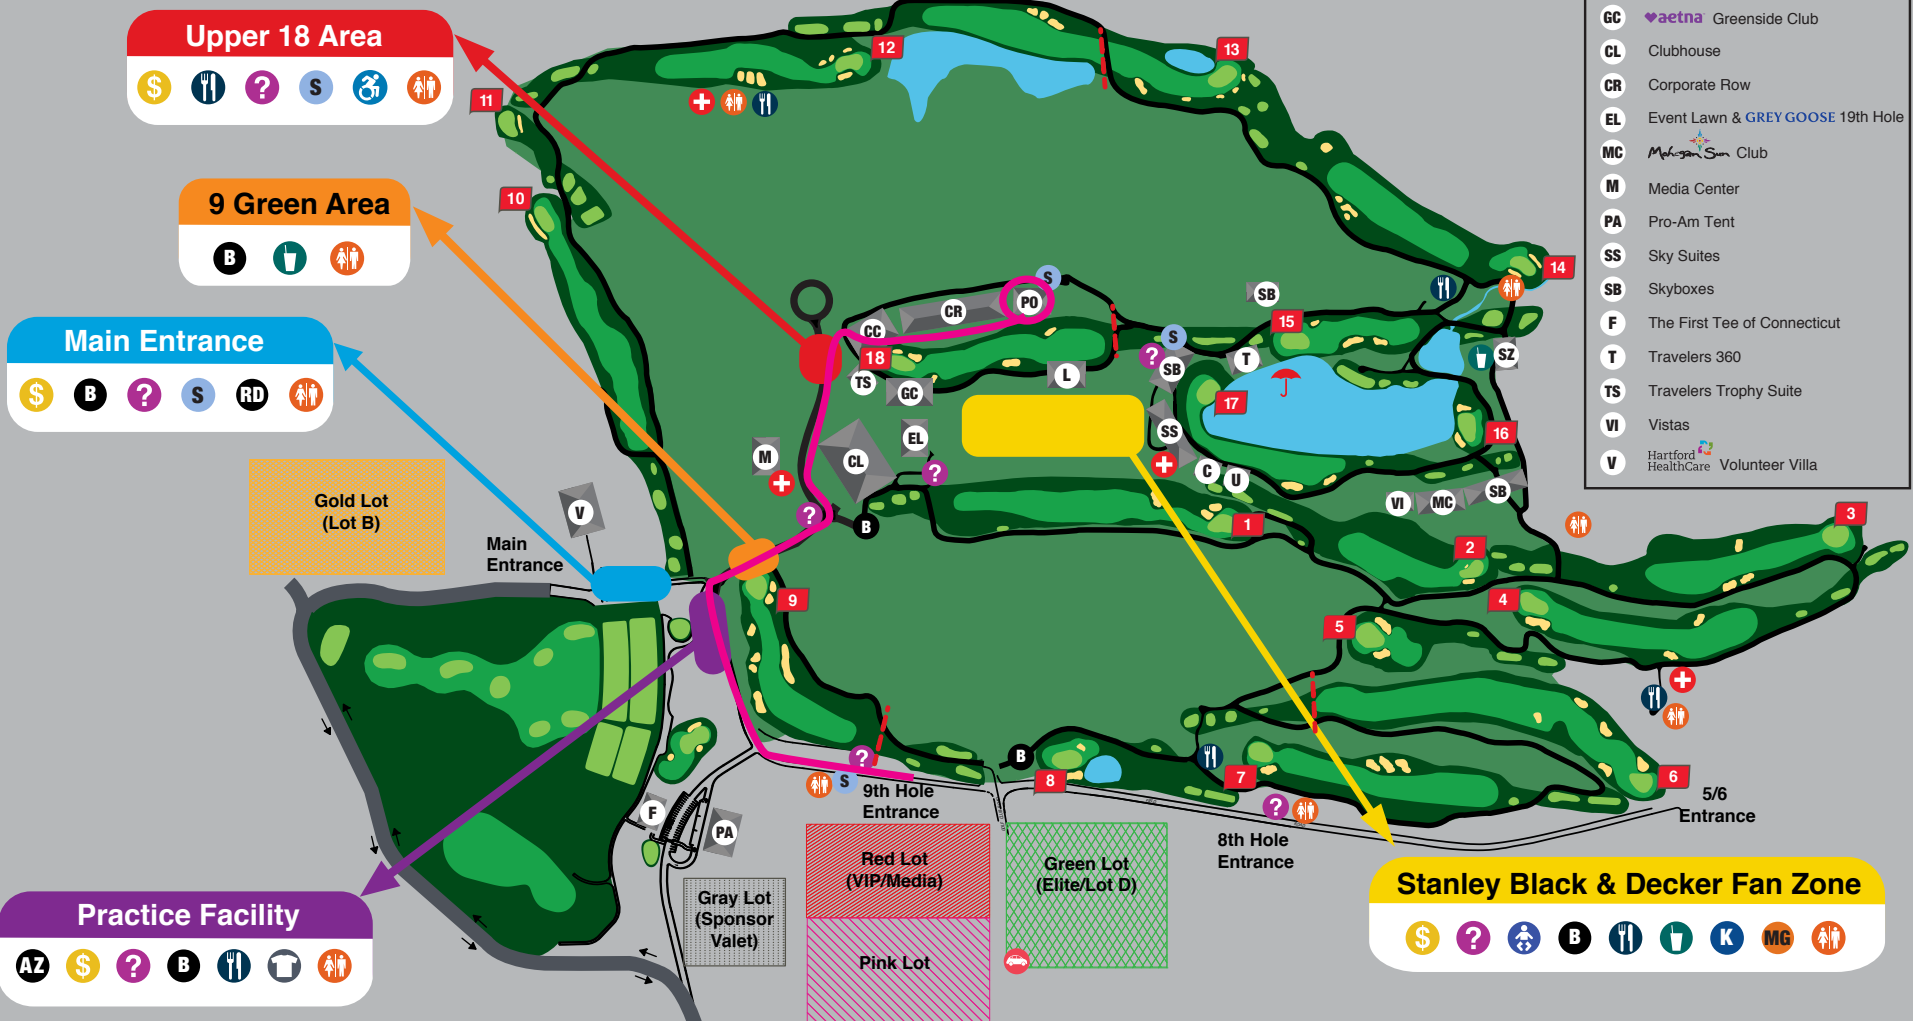 Upper 18 Area
$ ? S
9 Green Area
B
Main Entrance
$ B ? S RD
Gold Lot
(Lot B)
Main
Entrance
V
Practice Facility
AZ $ ? B
F
PA
Gray Lot
(Sponsor
Valet)
Red Lot
(VIP/Media)
Pink Lot
Green Lot
(Elite/Lot D)
9th Hole
Entrance
8th Hole
Entrance
5/6
Entrance
Stanley Black & Decker Fan Zone
$ ? B K MG
11
12
13
10
14
S
PO
CR
CC
18
TS
GC
L
SB
15
S
?
SB
T
SZ
17
16
M
CL
EL
?
?
B
SS
C
U
VI
MC
SB
1
2
3
4
5
9
?
S
B
8
7
?
6
GC aetna Greenside Club
CL Clubhouse
CR Corporate Row
EL Event Lawn & GREY GOOSE 19th Hole
MC Mohegan Sun Club
M Media Center
PA Pro-Am Tent
SS Sky Suites
SB Skyboxes
F The First Tee of Connecticut
T Travelers 360
TS Travelers Trophy Suite
VI Vistas
V Hartford HealthCare Volunteer Villa